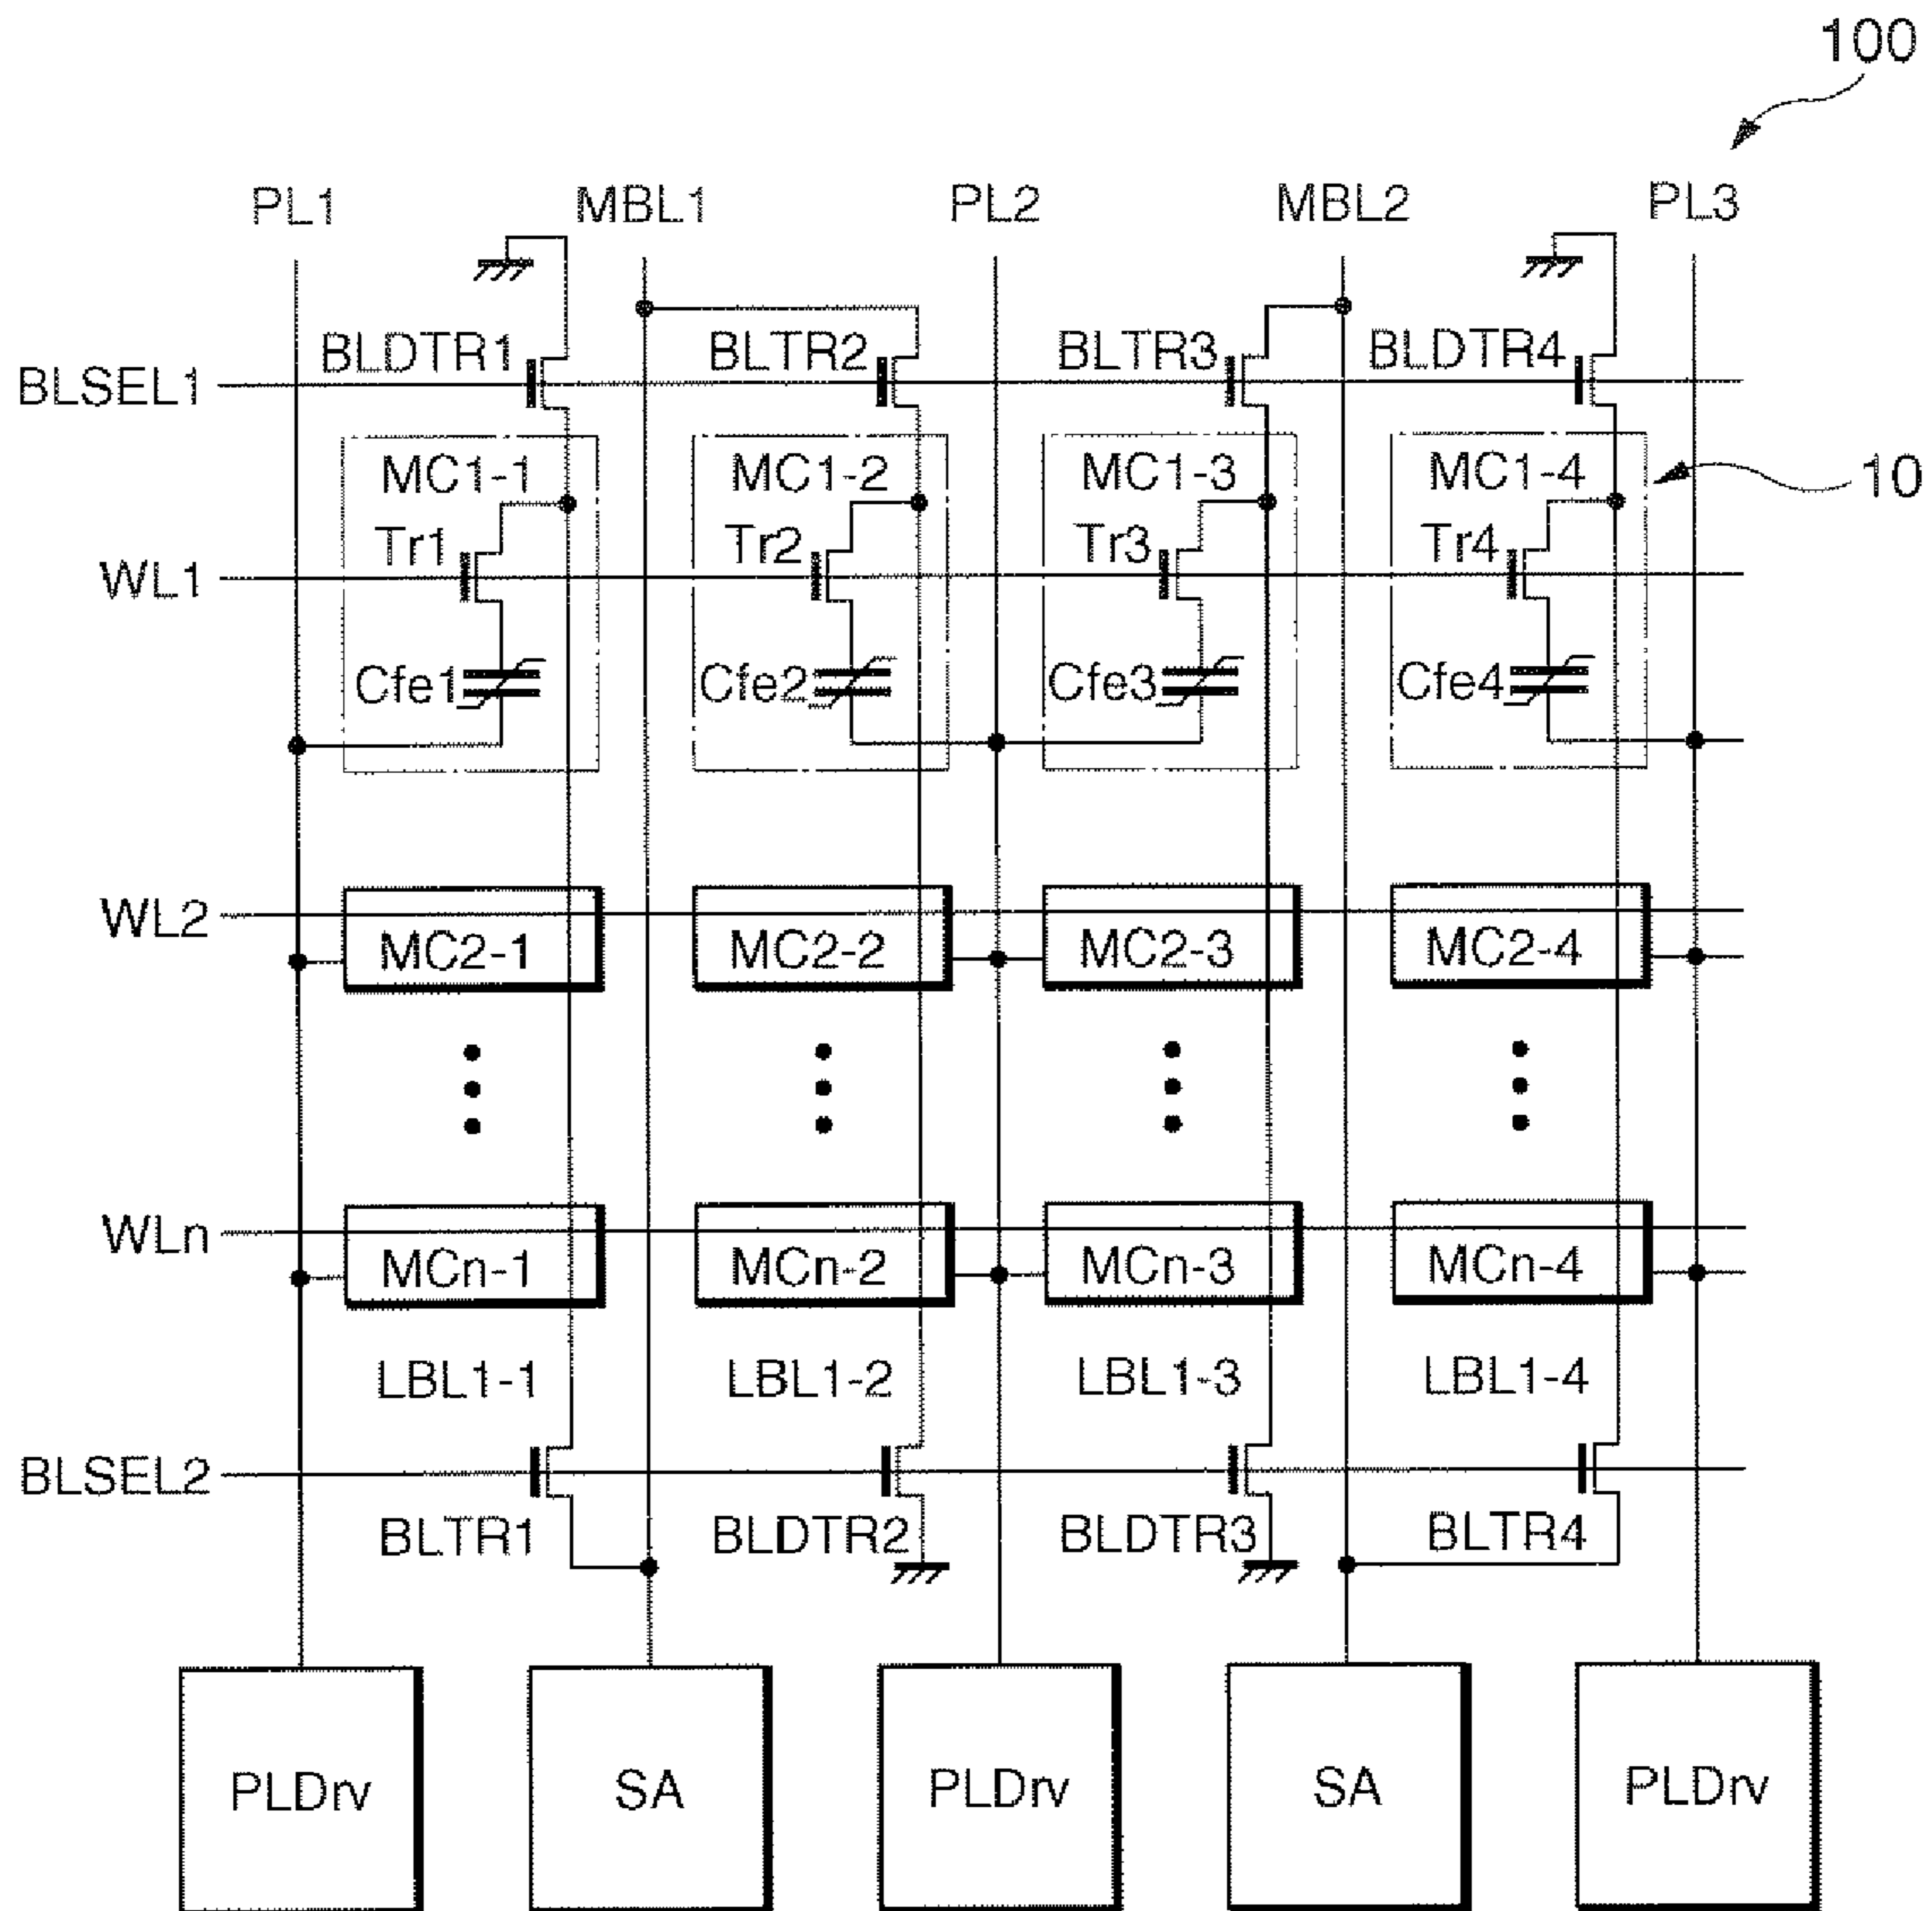 100
PL1 MBL1 PL2 MBL2 PL3
BLDTR1 BLTR2 BLTR3 BLDTR4
BLSEL1
MC1-1 MC1-2 MC1-3 MC1-4 10
Tr1 Tr2 Tr3 Tr4
WL1
Cfe1 Cfe2 Cfe3 Cfe4
WL2
MC2-1 MC2-2 MC2-3 MC2-4
WLn
MCn-1 MCn-2 MCn-3 MCn-4
LBL1-1 LBL1-2 LBL1-3 LBL1-4
BLSEL2
BLTR1 BLDTR2 BLDTR3 BLTR4
PLDrv SA PLDrv SA PLDrv